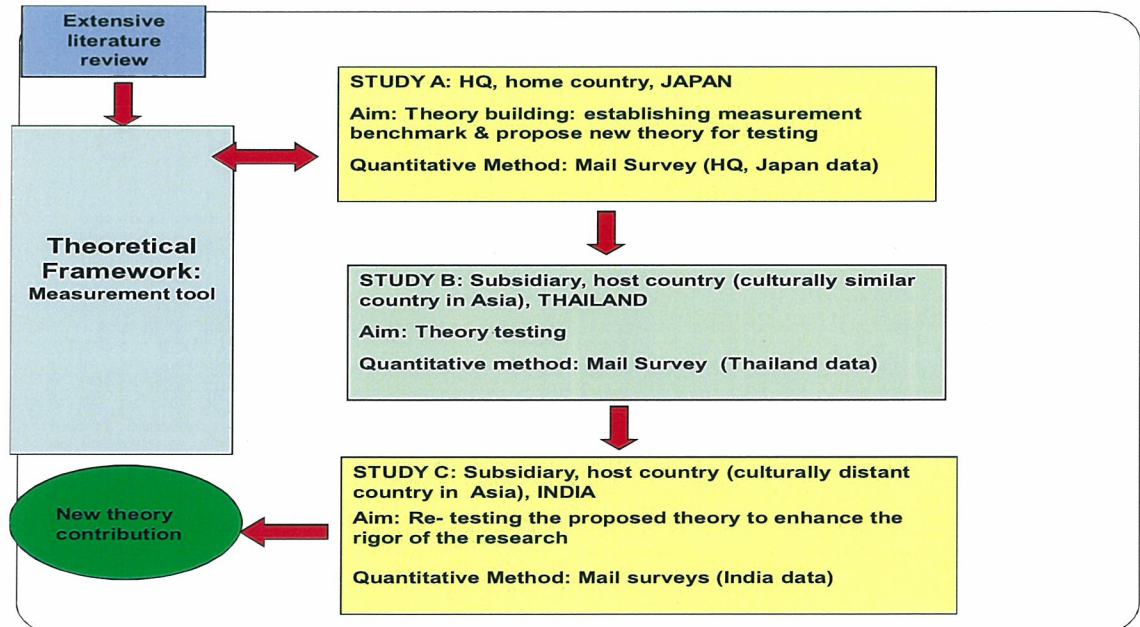 Extensive
literature
review
STUDY A: HQ, home country, JAPAN
Aim: Theory building: establishing measurement
benchmark & propose new theory for testing
Quantitative Method: Mail Survey (HQ, Japan data)
Theoretical
Framework:
Measurement tool
STUDY B: Subsidiary, host country (culturally similar
country in Asia), THAILAND
Aim: Theory testing
Quantitative method: Mail Survey (Thailand data)
STUDY C: Subsidiary, host country (culturally distant
country in Asia), INDIA
Aim: Re- testing the proposed theory to enhance the
rigor of the research
Quantitative Method: Mail surveys (India data)
New theory
contribution